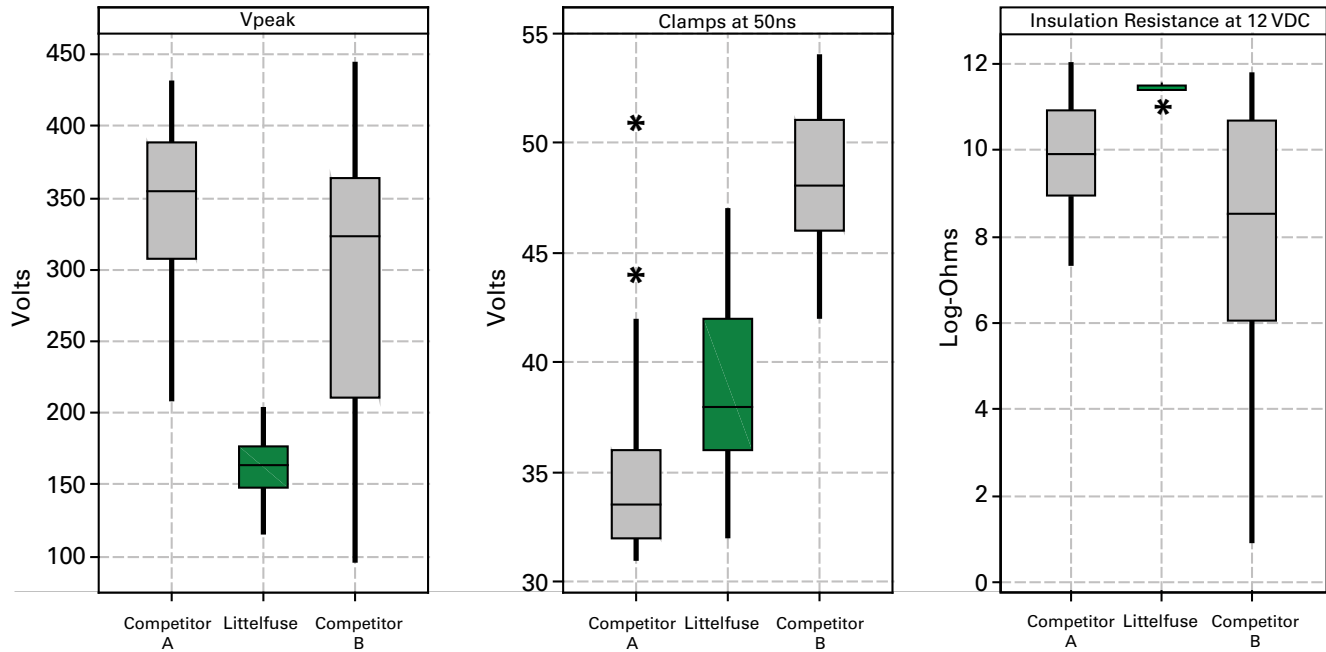 Vpeak
Volts
450
400
350
300
250
200
150
100
Competitor A
Littelfuse
Competitor B
Clamps at 50ns
Volts
55
50
45
40
35
30
Competitor A
Littelfuse
Competitor B
Insulation Resistance at 12 VDC
Log-Ohms
12
10
8
6
4
2
0
Competitor A
Littelfuse
Competitor B